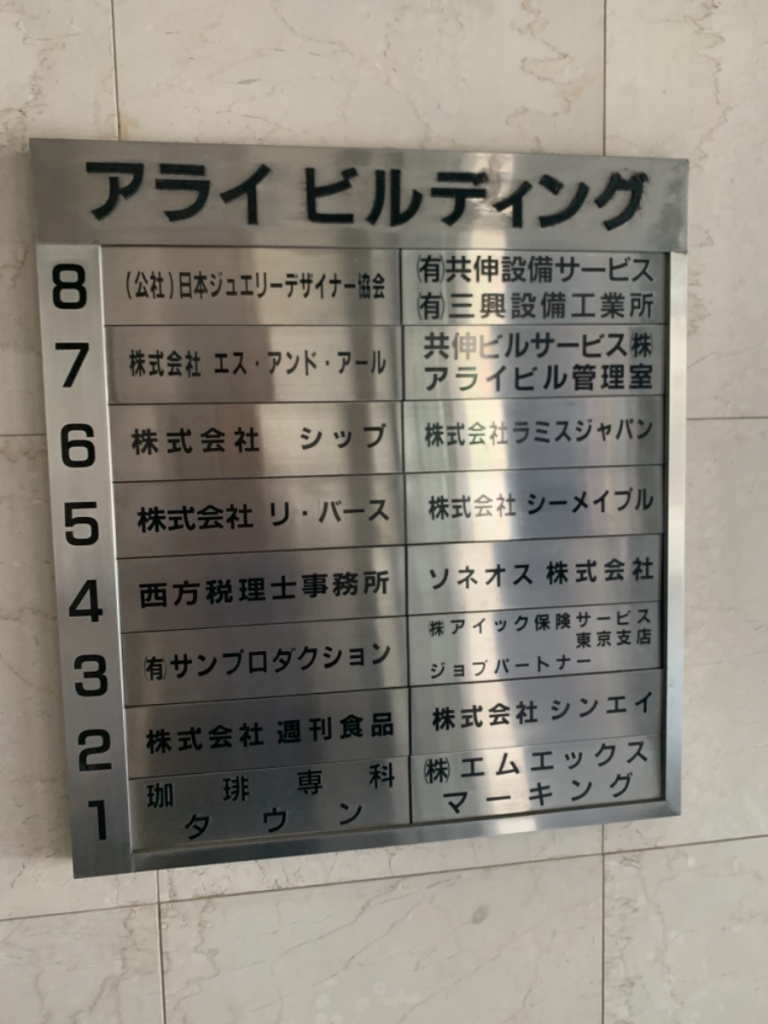 アライ ビルディング
8
(公社)日本ジュエリーデザイナー協会
㈲共伸設備サービス
㈲三興設備工業所
7
株式会社 エス・アンド・アール
共伸ビルサービス㈱
アライビル管理室
6
株式会社 シップ
株式会社ラミスジャパン
5
株式会社 リ・バース
株式会社 シーメイプル
4
西方税理士事務所
ソネオス 株式会社
3
㈲サンプロダクション
㈱アイック保険サービス
東京支店
ジョブパートナー
2
株式会社 週刊食品
株式会社 シンエイ
1
珈琲専科
タウン
㈱エムエックス
マーキング